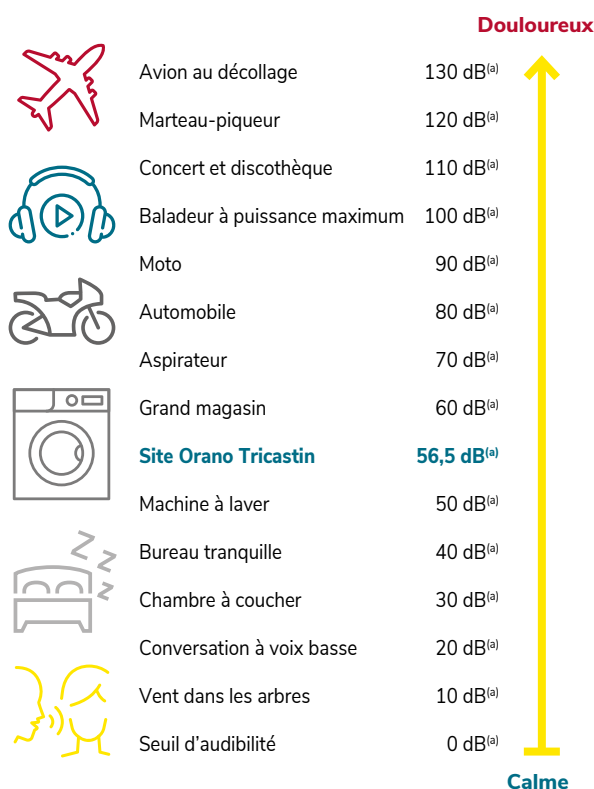 Douloureux
Avion au décollage 130 dB(a)
Marteau-piqueur 120 dB(a)
Concert et discothèque 110 dB(a)
Baladeur à puissance maximum 100 dB(a)
Moto 90 dB(a)
Automobile 80 dB(a)
Aspirateur 70 dB(a)
Grand magasin 60 dB(a)
Site Orano Tricastin 56,5 dB(a)
Machine à laver 50 dB(a)
Bureau tranquille 40 dB(a)
Chambre à coucher 30 dB(a)
Conversation à voix basse 20 dB(a)
Vent dans les arbres 10 dB(a)
Seuil d’audibilité 0 dB(a)
Calme